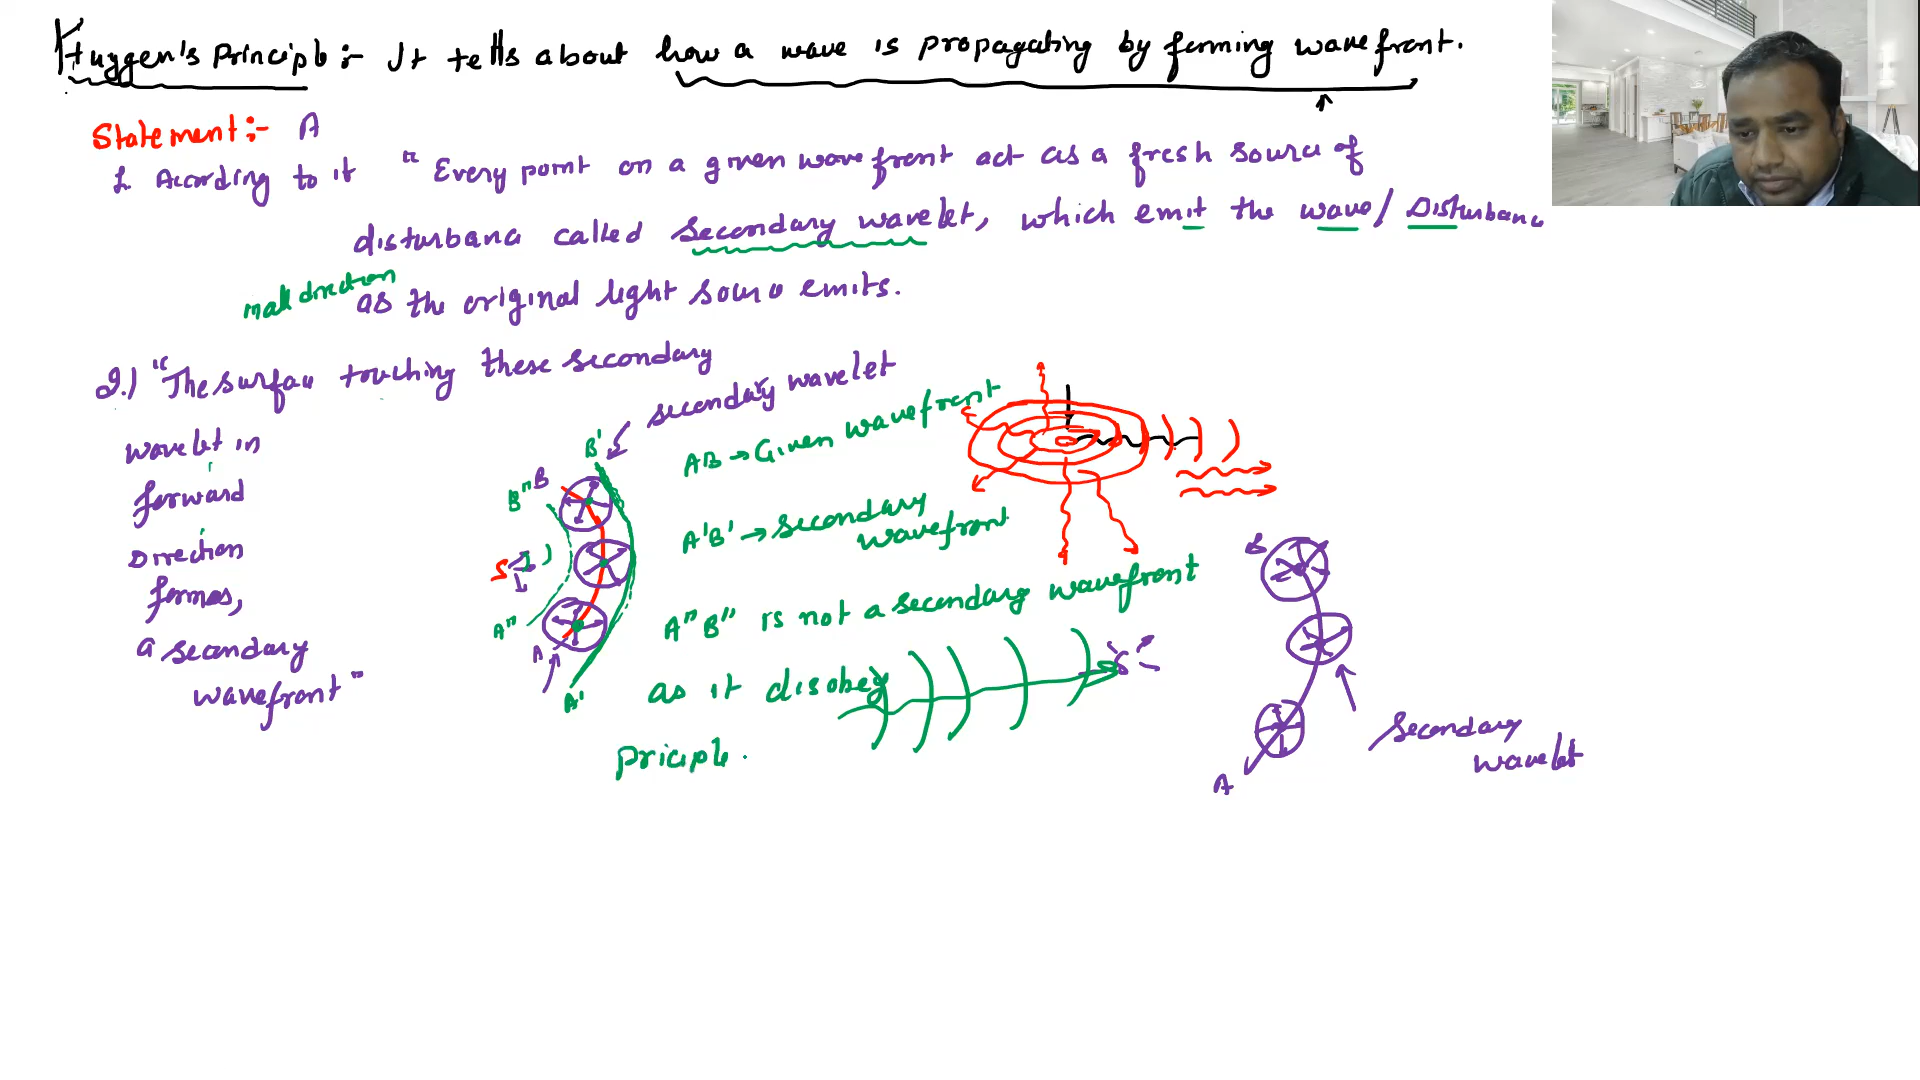 Huygen's Principle:- It tells about how a wave is propagating by forming wavefront.
Statement:- A
1. According to it "Every point on a given wavefront act as a fresh source of
disturbance called secondary wavelet, which emit the wave/Disturbance
in all direction
as the original light source emits.
2.) "The surface touching these secondary
wavelet in
forward
Direction
formes,
a secondary
wavefront"
secondary wavelet
B'
B"
B
S
A"
A
A'
AB → Given wavefront
A'B' → secondary
wavefront
A"B" is not a secondary wavefront
as it disobey
priciple.
B
A
Secondary
wavelet